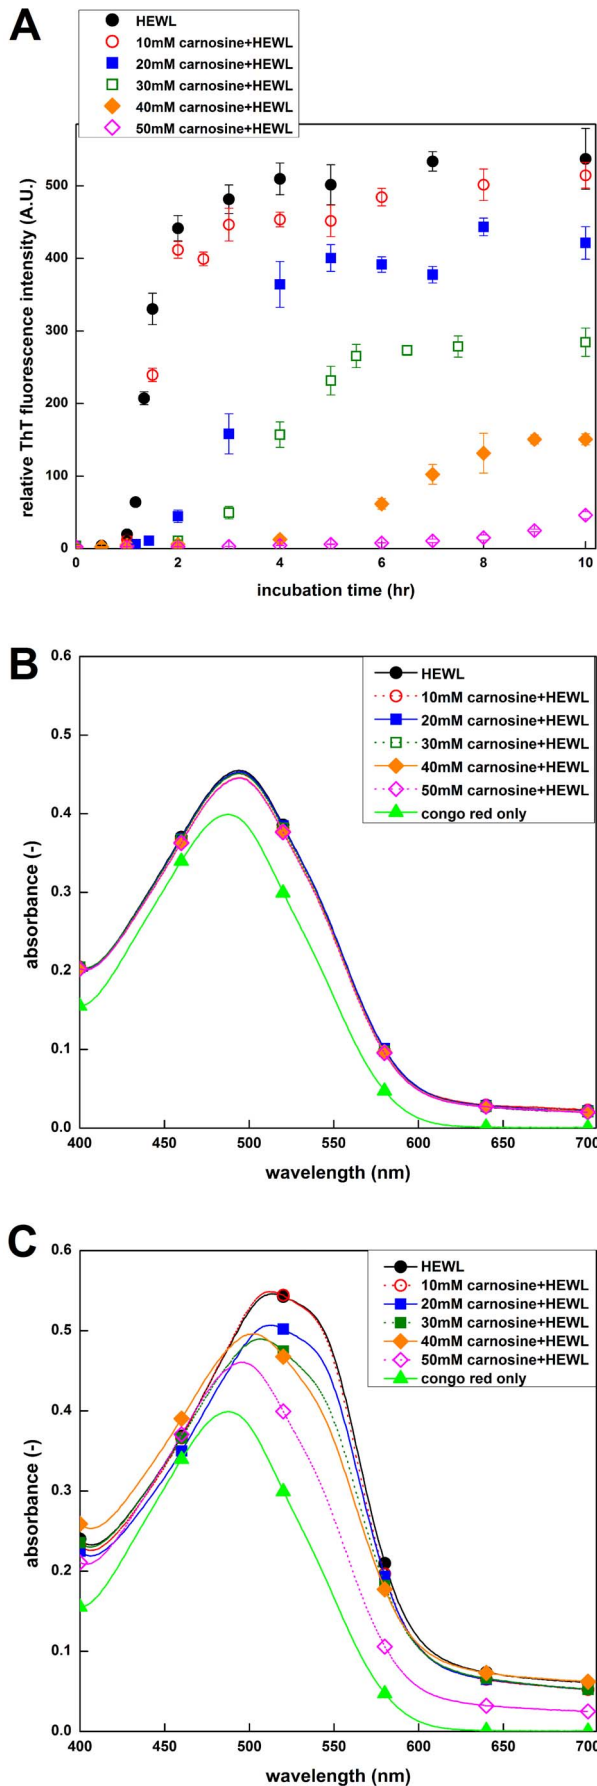 A
HEWL
10mM carnosine+HEWL
20mM carnosine+HEWL
30mM carnosine+HEWL
40mM carnosine+HEWL
50mM carnosine+HEWL
relative ThT fluorescence intensity (A.U.)
500
400
300
200
100
0
0 2 4 6 8 10
incubation time (hr)
B
HEWL
10mM carnosine+HEWL
20mM carnosine+HEWL
30mM carnosine+HEWL
40mM carnosine+HEWL
50mM carnosine+HEWL
congo red only
absorbance (-)
0.6
0.5
0.4
0.3
0.2
0.1
0.0
400 450 500 550 600 650 700
wavelength (nm)
C
HEWL
10mM carnosine+HEWL
20mM carnosine+HEWL
30mM carnosine+HEWL
40mM carnosine+HEWL
50mM carnosine+HEWL
congo red only
absorbance (-)
0.6
0.5
0.4
0.3
0.2
0.1
0.0
400 450 500 550 600 650 700
wavelength (nm)